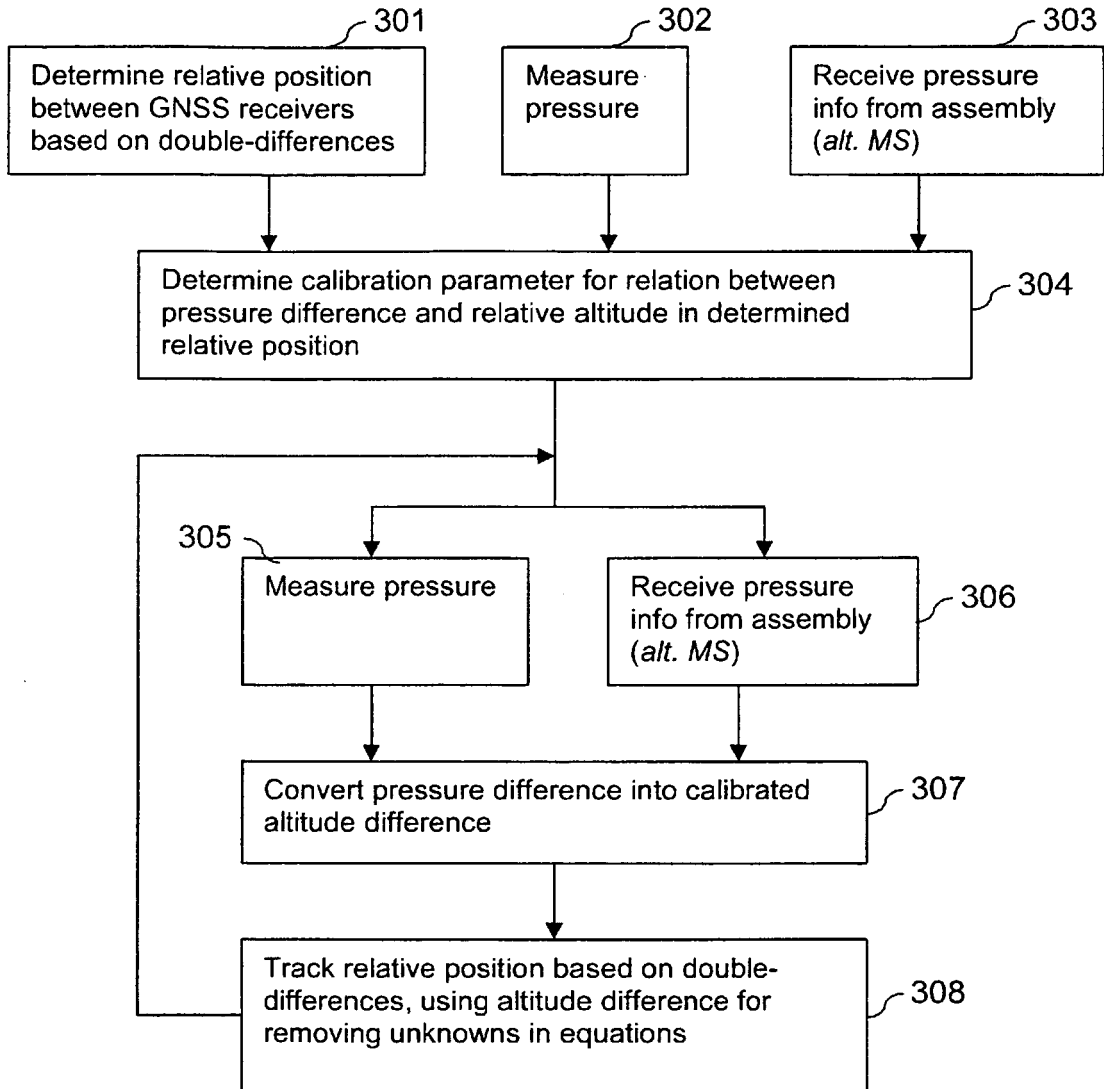 301
302
303
Determine relative position
between GNSS receivers
based on double-differences
Measure
pressure
Receive pressure
info from assembly
(alt. MS)
Determine calibration parameter for relation between
pressure difference and relative altitude in determined
relative position
304
305
Measure pressure
Receive pressure
info from assembly
(alt. MS)
306
Convert pressure difference into calibrated
altitude difference
307
Track relative position based on double-
differences, using altitude difference for
removing unknowns in equations
308